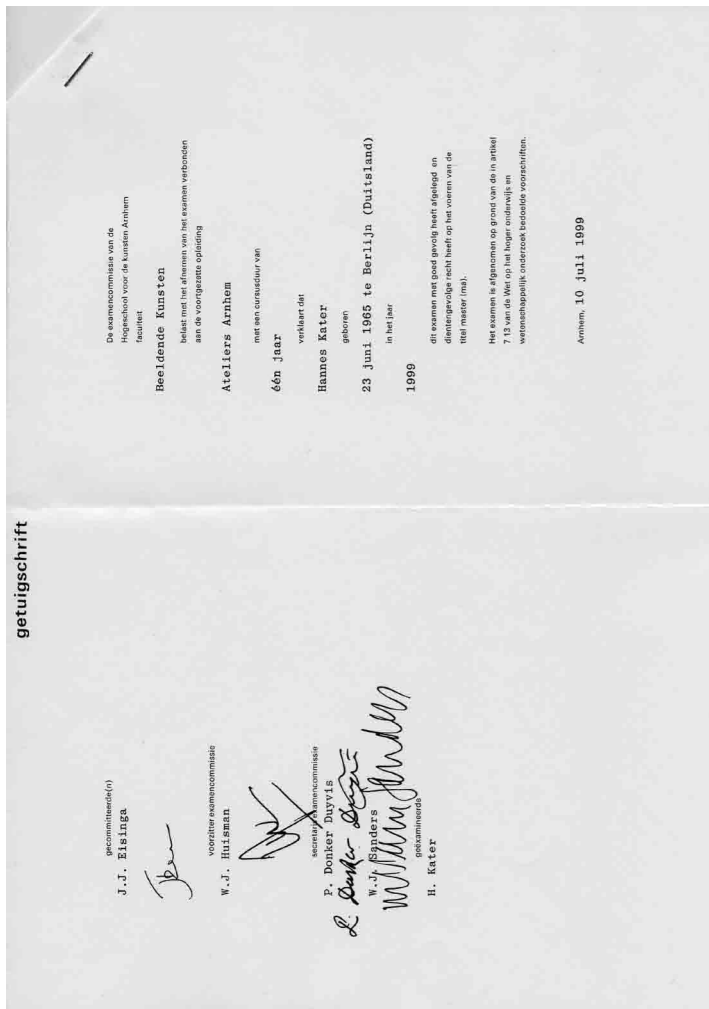 getuigschrift
De examencommissie van de
Hogeschool voor de kunsten Arnhem
faculteit
Beeldende Kunsten
belast met het afnemen van het examen verbonden
aan de voortgezette opleiding
Ateliers Arnhem
met een cursusduur van
één jaar
verklaart dat
Hannes Kater
geboren
23 juni 1965 te Berlijn (Duitsland)
in het jaar
1999
dit examen met goed gevolg heeft afgelegd en
dientengevolge recht heeft op het voeren van de
titel master (ma).
Het examen is afgenomen op grond van de in artikel
7 13 van de Wet op het hoger onderwijs en
wetenschappelijk onderzoek bedoelde voorschriften.
Arnhem, 10 juli 1999
gecommitteerde(n)
J.J. Eisinga
voorzitter examencommissie
W.J. Huisman
secretaris examencommissie
P. Donker Duyvis
P. Donker Duyvis
W.J. Sanders
geëxamineerde
H. Kater